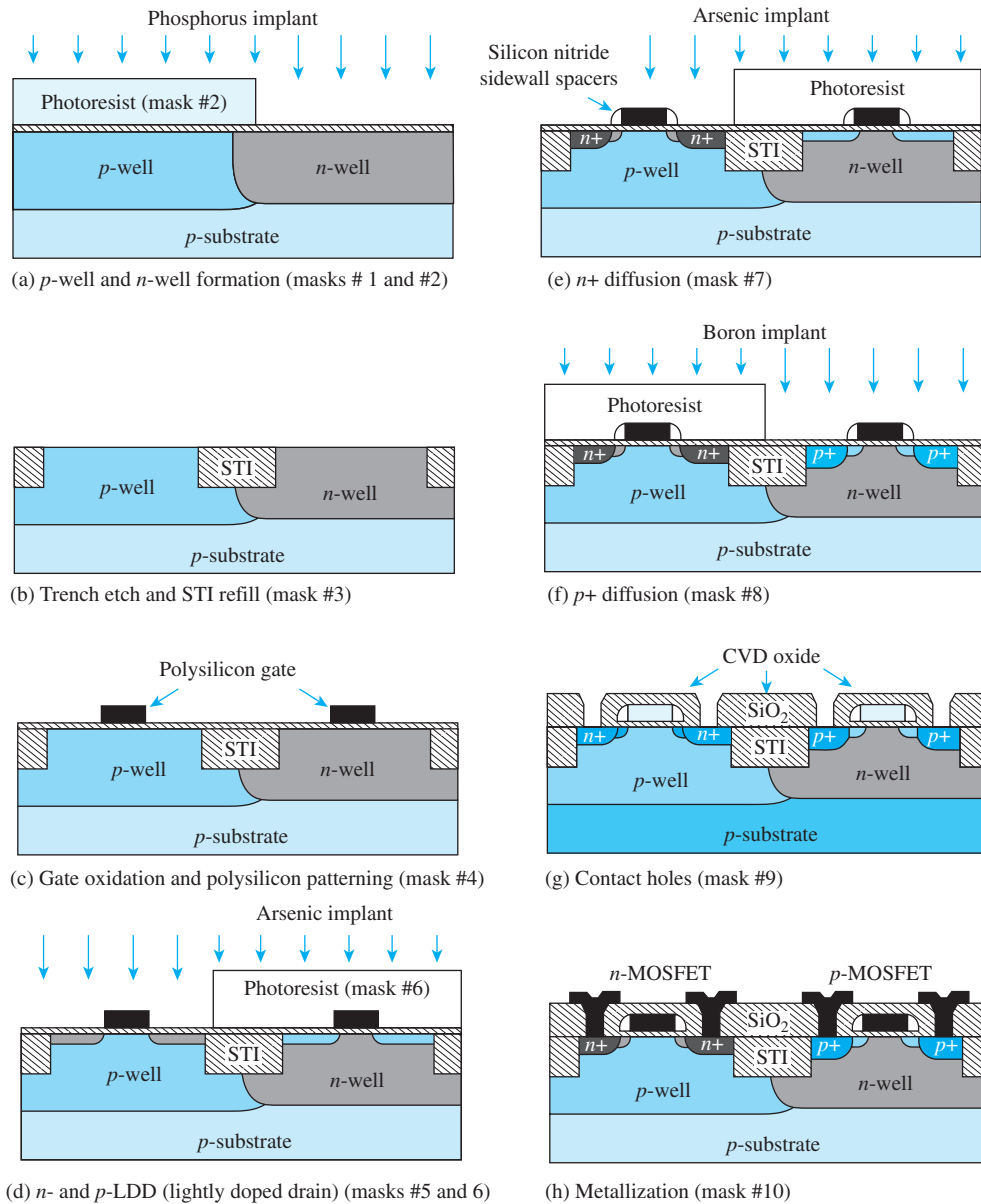 Phosphorus implant
Photoresist (mask #2)
p-well
n-well
p-substrate
(a) p-well and n-well formation (masks # 1 and #2)
STI
p-well
n-well
p-substrate
(b) Trench etch and STI refill (mask #3)
Polysilicon gate
p-well
STI
n-well
p-substrate
(c) Gate oxidation and polysilicon patterning (mask #4)
Arsenic implant
Photoresist (mask #6)
p-well
STI
n-well
p-substrate
(d) n- and p-LDD (lightly doped drain) (masks #5 and 6)
Arsenic implant
Silicon nitride
sidewall spacers
Photoresist
n+
n+
STI
p-well
n-well
p-substrate
(e) n+ diffusion (mask #7)
Boron implant
Photoresist
n+
n+
STI
p+
p+
p-well
n-well
p-substrate
(f) p+ diffusion (mask #8)
CVD oxide
SiO2
n+
n+
STI
p+
p+
p-well
n-well
p-substrate
(g) Contact holes (mask #9)
n-MOSFET
p-MOSFET
SiO2
n+
n+
STI
p+
p+
p-well
n-well
p-substrate
(h) Metallization (mask #10)